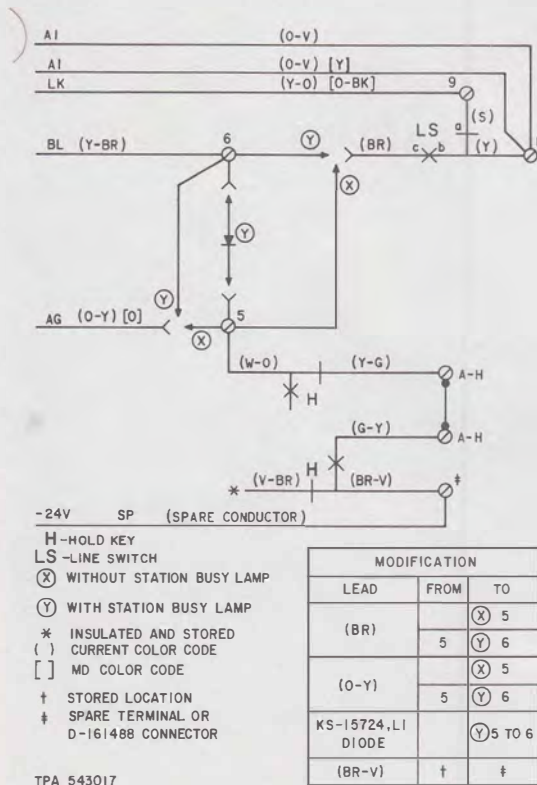 AI (O-V)
AI (O-V) [Y]
LK (Y-O) [O-BK] 9
(S)
a
LS
BL (Y-BR) 6 Ⓨ (BR) c b (Y)
Ⓧ
Ⓨ
Ⓨ
AG (O-Y) [O] Ⓧ 5
(W-O) (Y-G) A-H
H
(G-Y) A-H
H
* (V-BR) (BR-V) ‡
-24V SP (SPARE CONDUCTOR)
H-HOLD KEY
LS-LINE SWITCH
Ⓧ WITHOUT STATION BUSY LAMP
Ⓨ WITH STATION BUSY LAMP
* INSULATED AND STORED
( ) CURRENT COLOR CODE
[ ] MD COLOR CODE
† STORED LOCATION
‡ SPARE TERMINAL OR
D-161488 CONNECTOR
TPA 543017
MODIFICATION
LEAD FROM TO
(BR) Ⓧ 5
5 Ⓨ 6
(O-Y) Ⓧ 5
5 Ⓨ 6
KS-15724,L1
DIODE Ⓨ 5 TO 6
(BR-V) † ‡